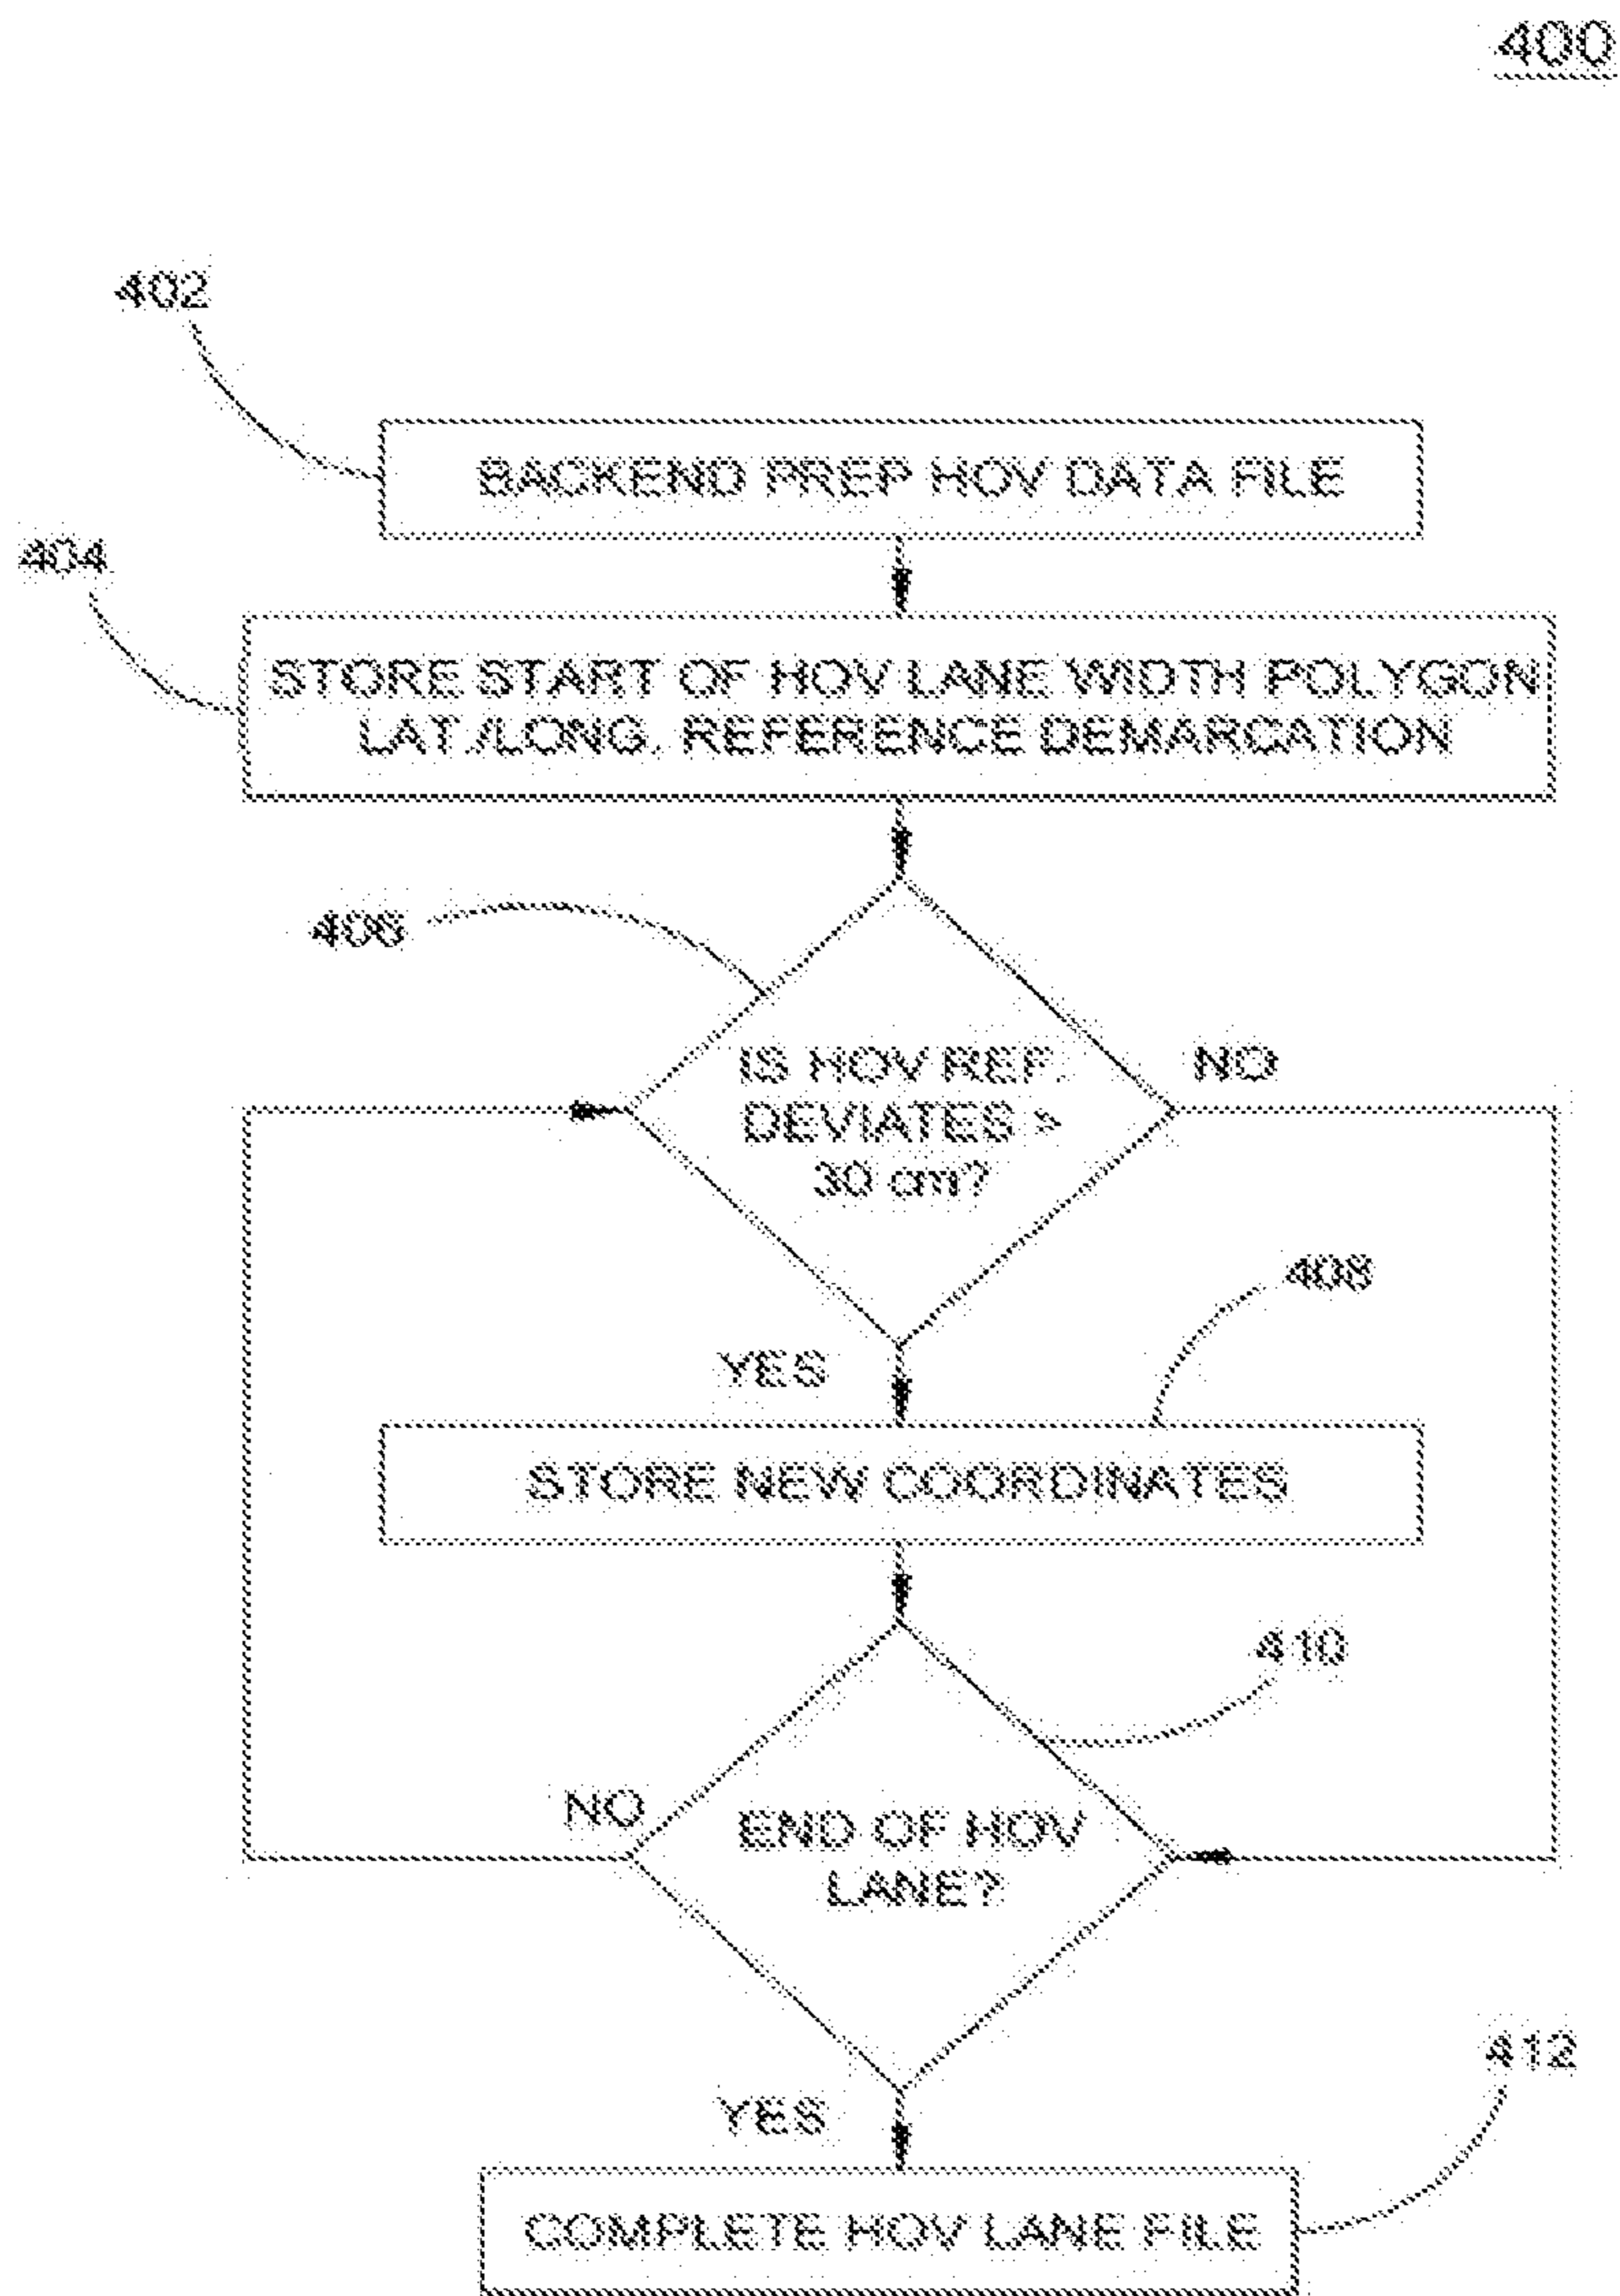 400
402
BACKEND PREP HOV DATA FILE
404
STORE START OF HOV LANE WIDTH POLYGON
LAT./LONG. REFERENCE DEMARCATION
406
IS HOV REF.
DEVIATES >
30 cm?
NO
YES
408
STORE NEW COORDINATES
410
NO
END OF HOV
LANE?
YES
412
COMPLETE HOV LANE FILE